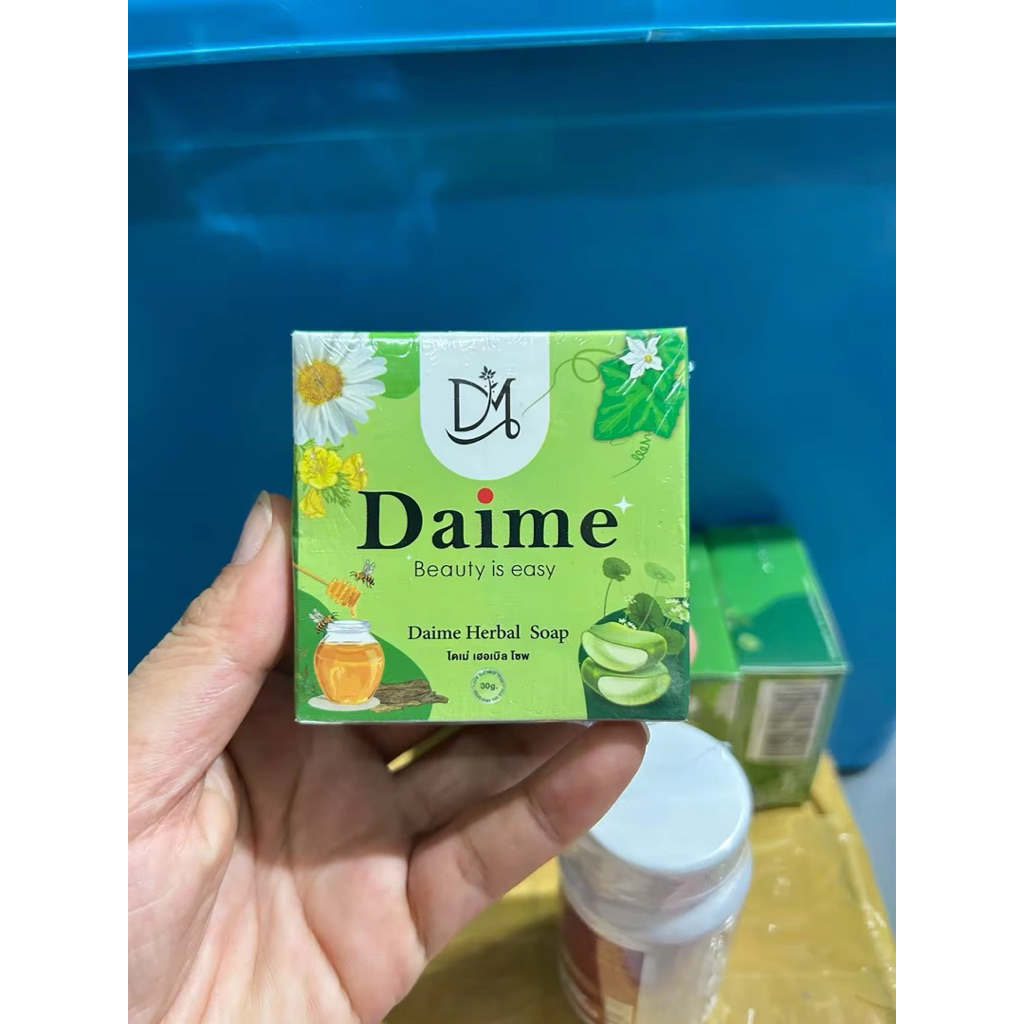 DM
Daime
Beauty is easy
Daime Herbal Soap
ไดเม่ เฮอเบิล โซพ
30g.